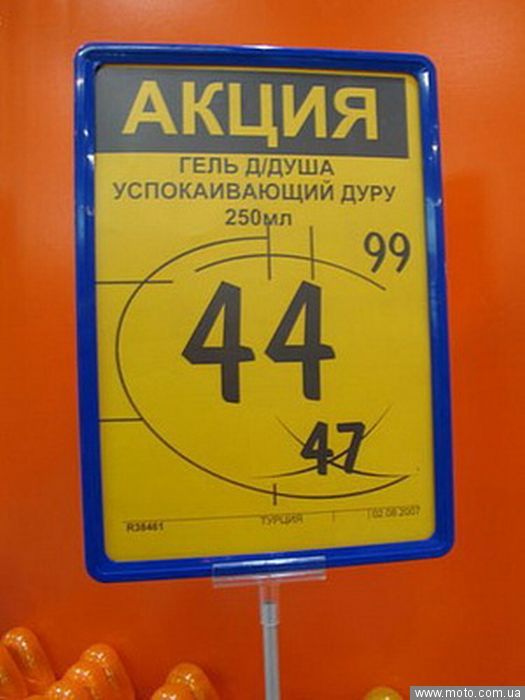 АКЦИЯ
ГЕЛЬ Д/ДУША
УСПОКАИВАЮЩИЙ ДУРУ
250мл
99
44
47
R38461 ТУРЦИЯ 02.08.2007
www.moto.com.ua